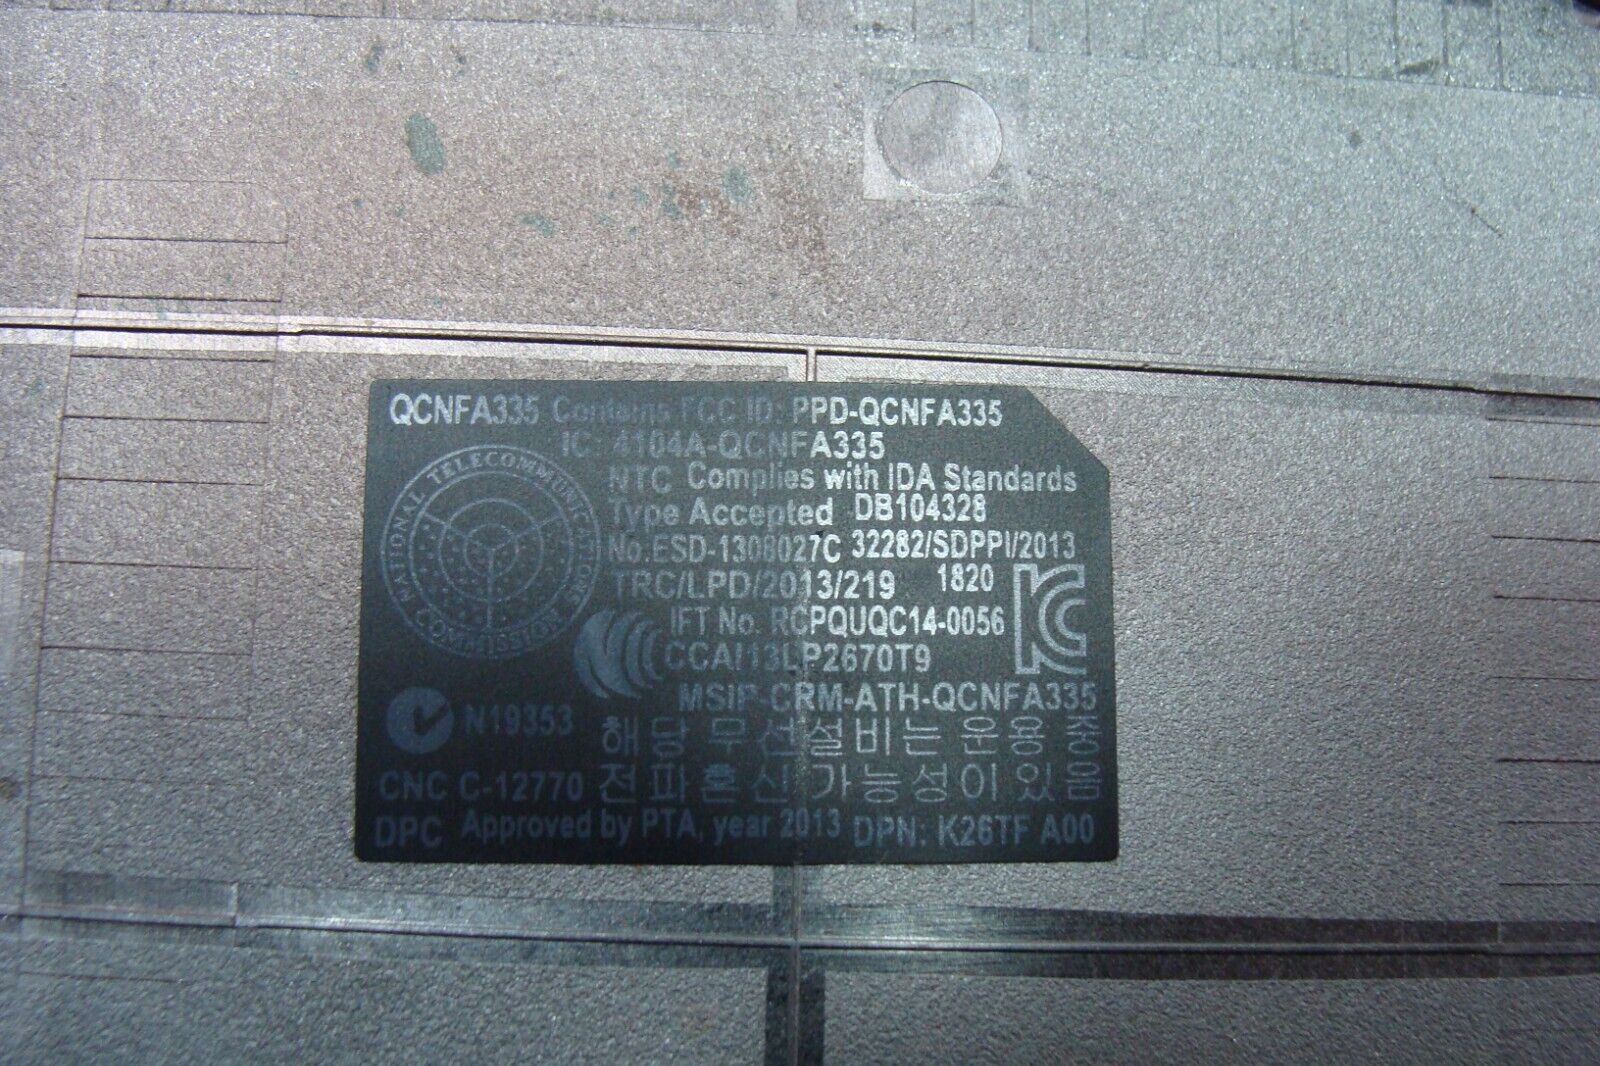 QCNFA335 Contains FCC ID: PPD-QCNFA335
IC: 4104A-QCNFA335
NTC Complies with IDA Standards
Type Accepted DB104328
No.ESD-1308027C 32282/SDPPI/2013
TRC/LPD/2013/219 1820
IFT No. RCPQUQC14-0056
CCAI13LP2670T9
MSIP-CRM-ATH-QCNFA335
NATIONAL TELECOMMUNICATIONS COMMISSION
N19353 해당 무선설비는 운용 중
CNC C-12770 전파혼신 가능성이 있음
DPC Approved by PTA, year 2013 DPN: K26TF A00